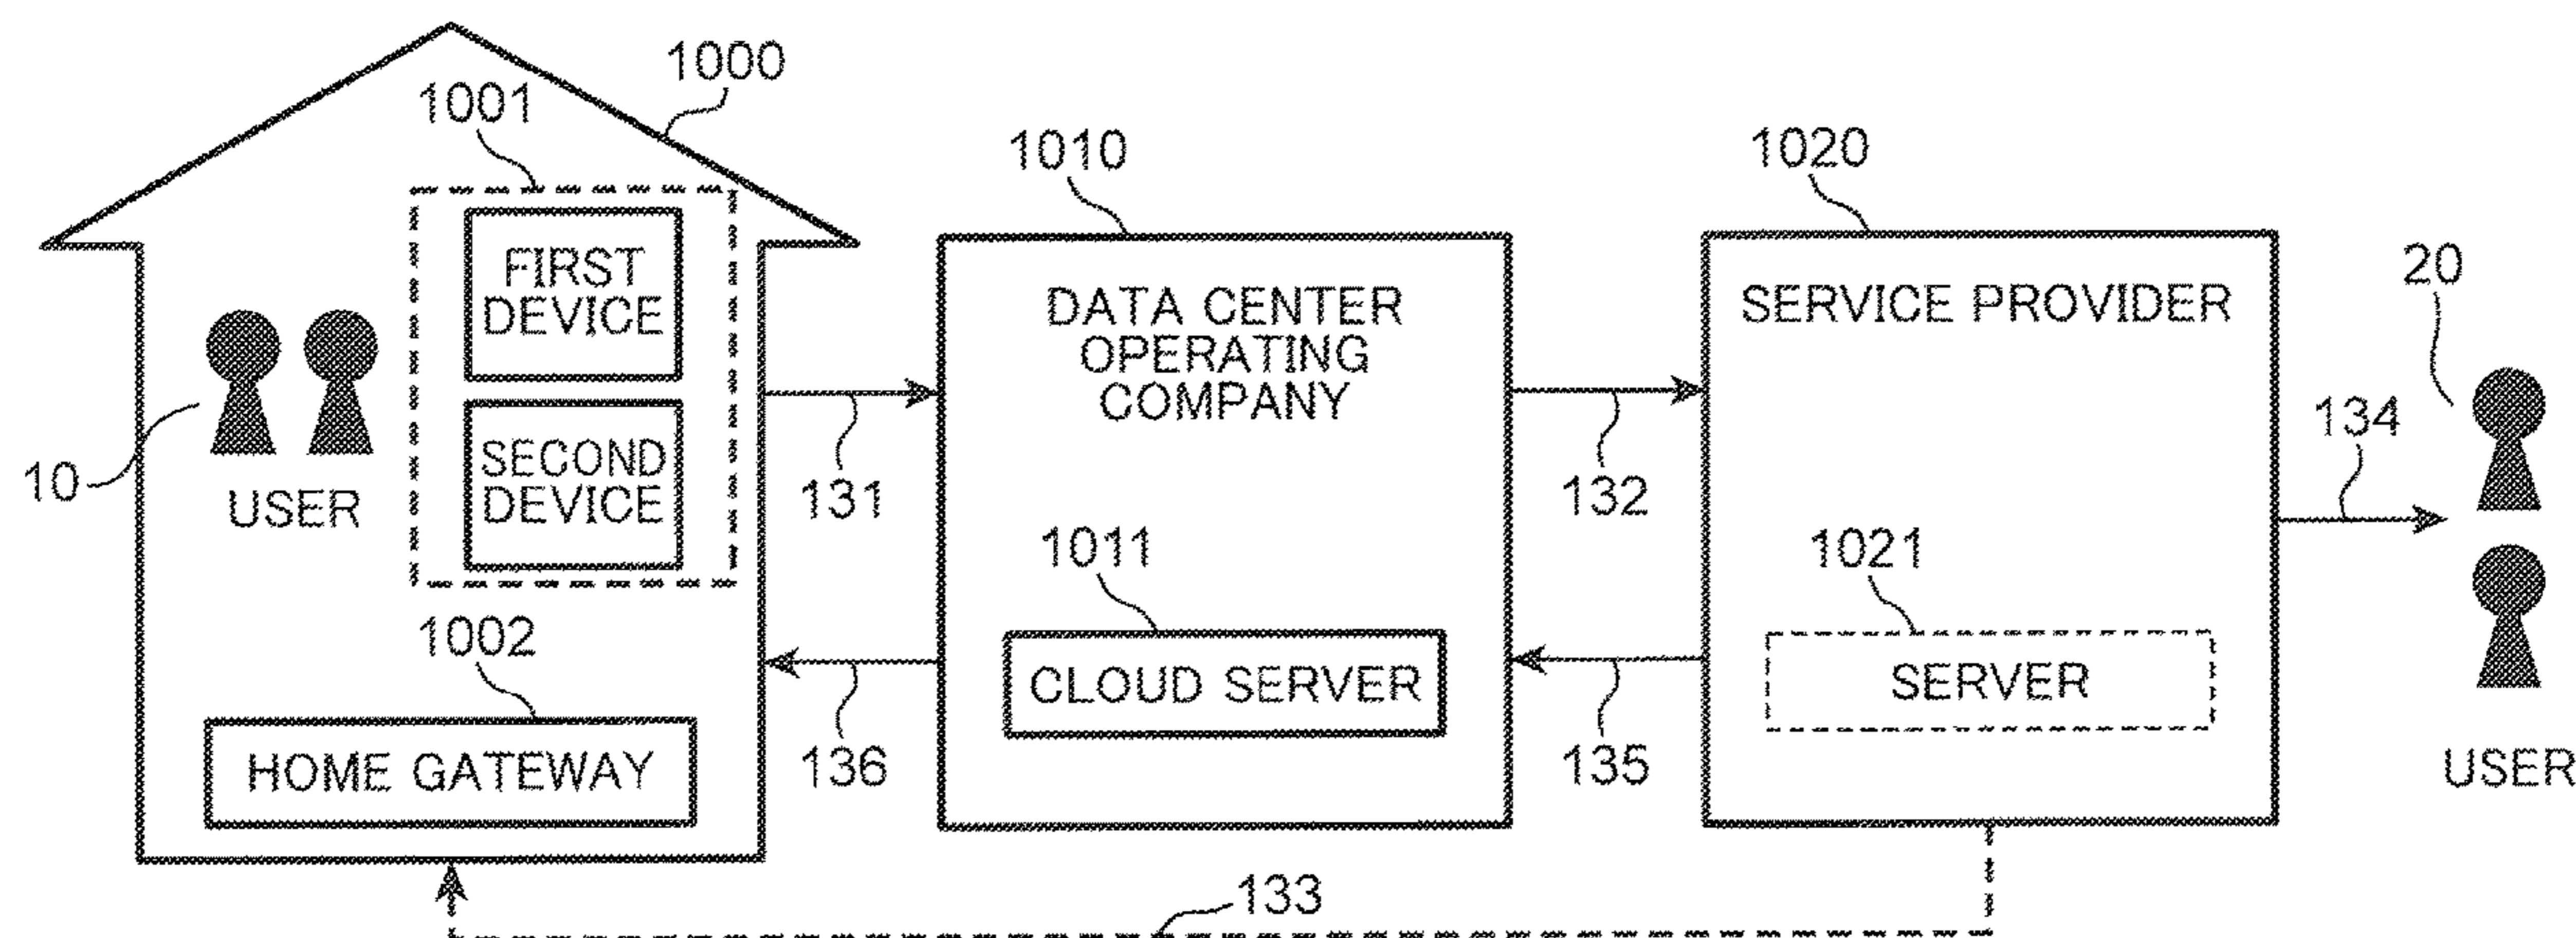 1000
1001
FIRST
DEVICE
SECOND
DEVICE
10
USER
1002
HOME GATEWAY
131
136
1010
DATA CENTER
OPERATING
COMPANY
1011
CLOUD SERVER
132
135
1020
SERVICE PROVIDER
1021
SERVER
134
20
USER
133